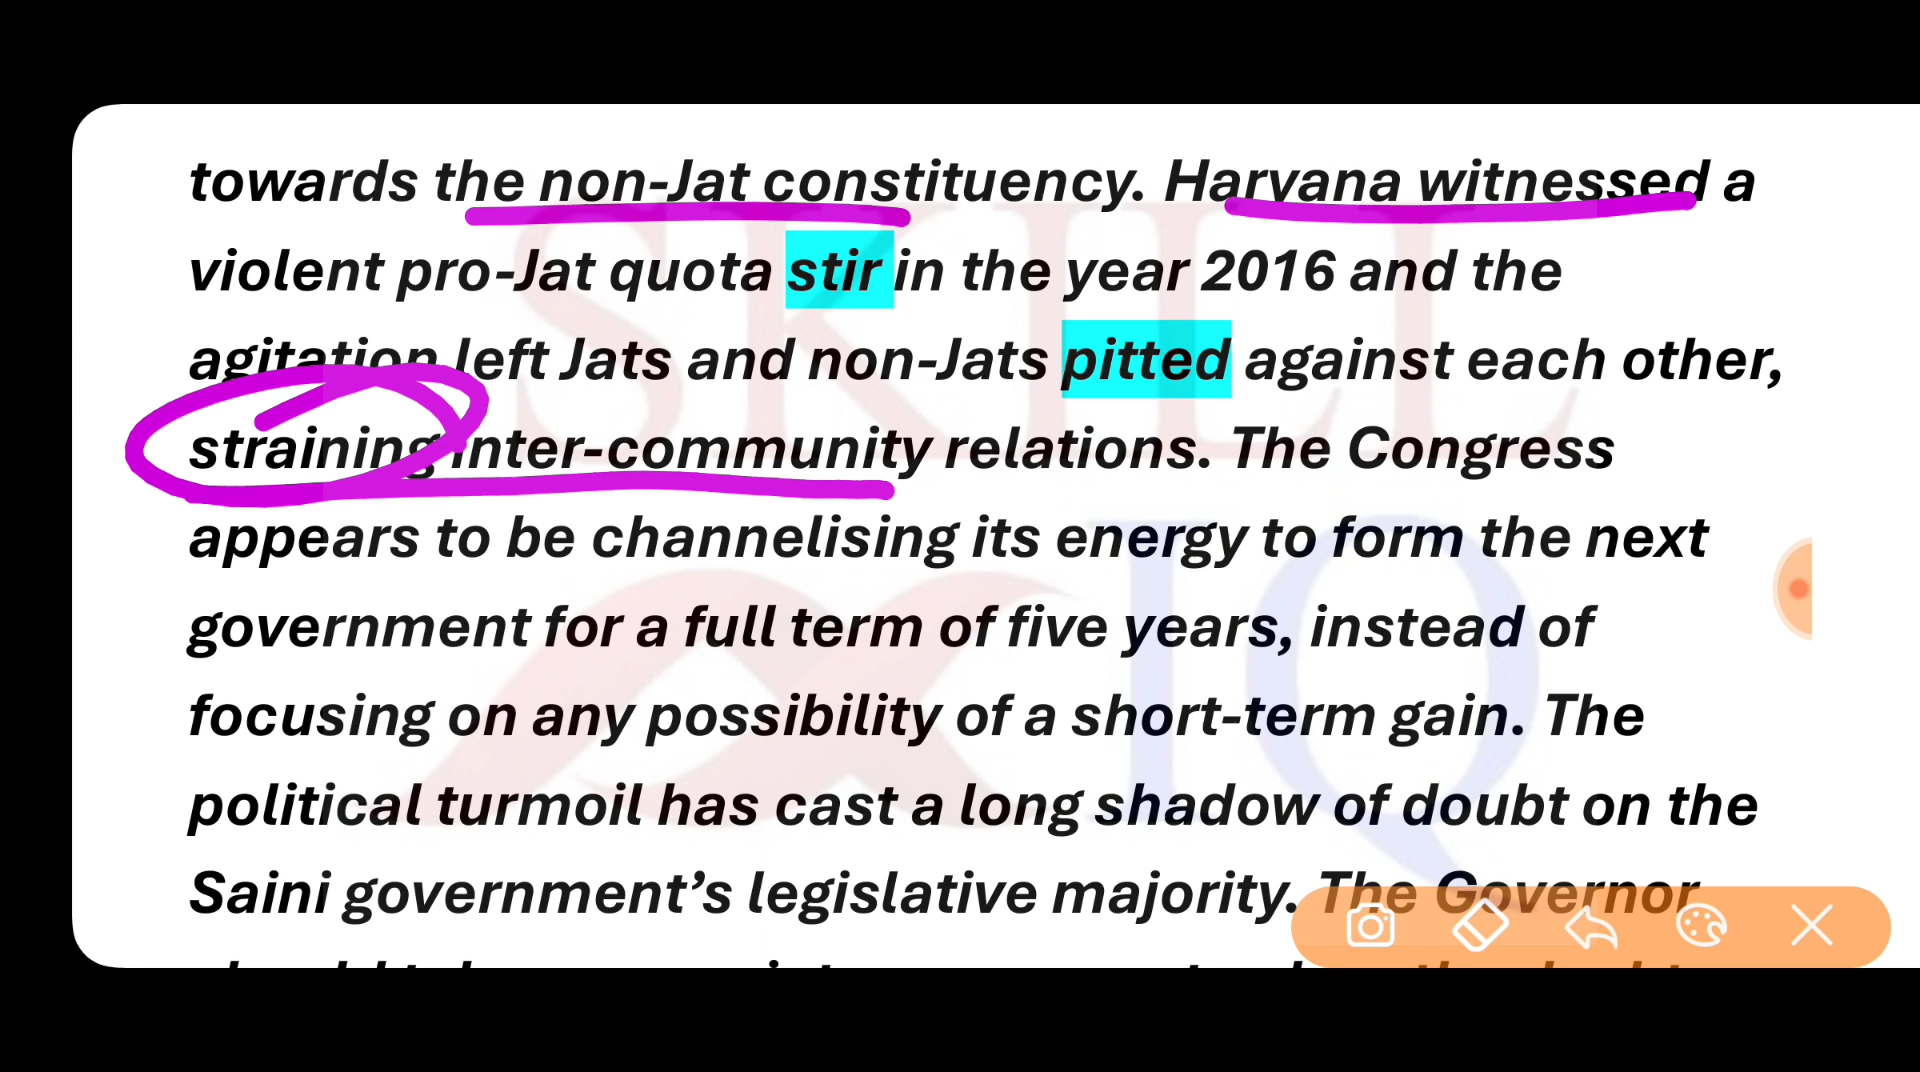 towards the non-Jat constituency. Haryana witnessed a
violent pro-Jat quota stir in the year 2016 and the
agitation left Jats and non-Jats pitted against each other,
straining inter-community relations. The Congress
appears to be channelising its energy to form the next
government for a full term of five years, instead of
focusing on any possibility of a short-term gain. The
political turmoil has cast a long shadow of doubt on the
Saini government’s legislative majority. The Governor
SKILL
IQ